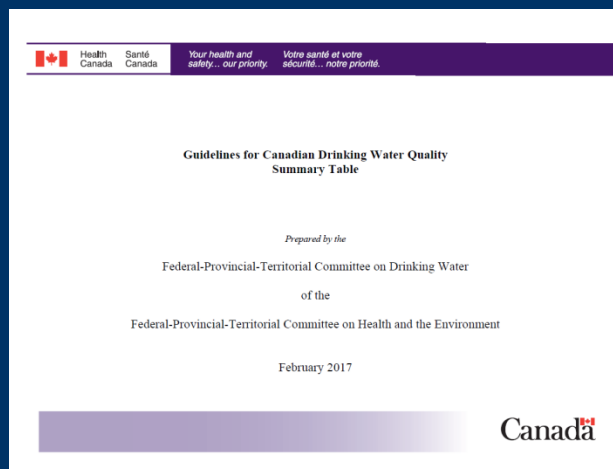 Health Canada
Santé Canada
Your health and safety... our priority.
Votre santé et votre sécurité... notre priorité.
Guidelines for Canadian Drinking Water Quality
Summary Table
Prepared by the
Federal-Provincial-Territorial Committee on Drinking Water
of the
Federal-Provincial-Territorial Committee on Health and the Environment
February 2017
Canada